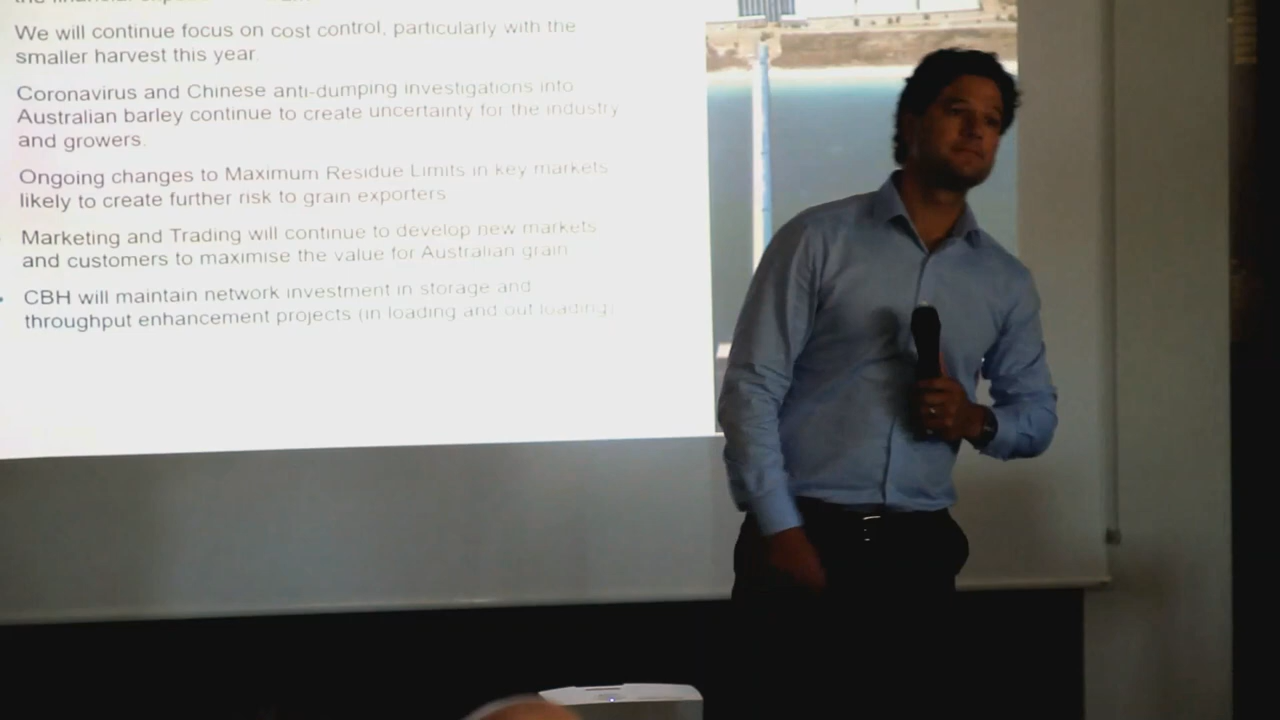 We will continue focus on cost control, particularly with the
smaller harvest this year.
Coronavirus and Chinese anti-dumping investigations into
Australian barley continue to create uncertainty for the industry
and growers.
Ongoing changes to Maximum Residue Limits in key markets
likely to create further risk to grain exporters
Marketing and Trading will continue to develop new markets
and customers to maximise the value for Australian grain
CBH will maintain network investment in storage and
throughput enhancement projects (in loading and out loading)